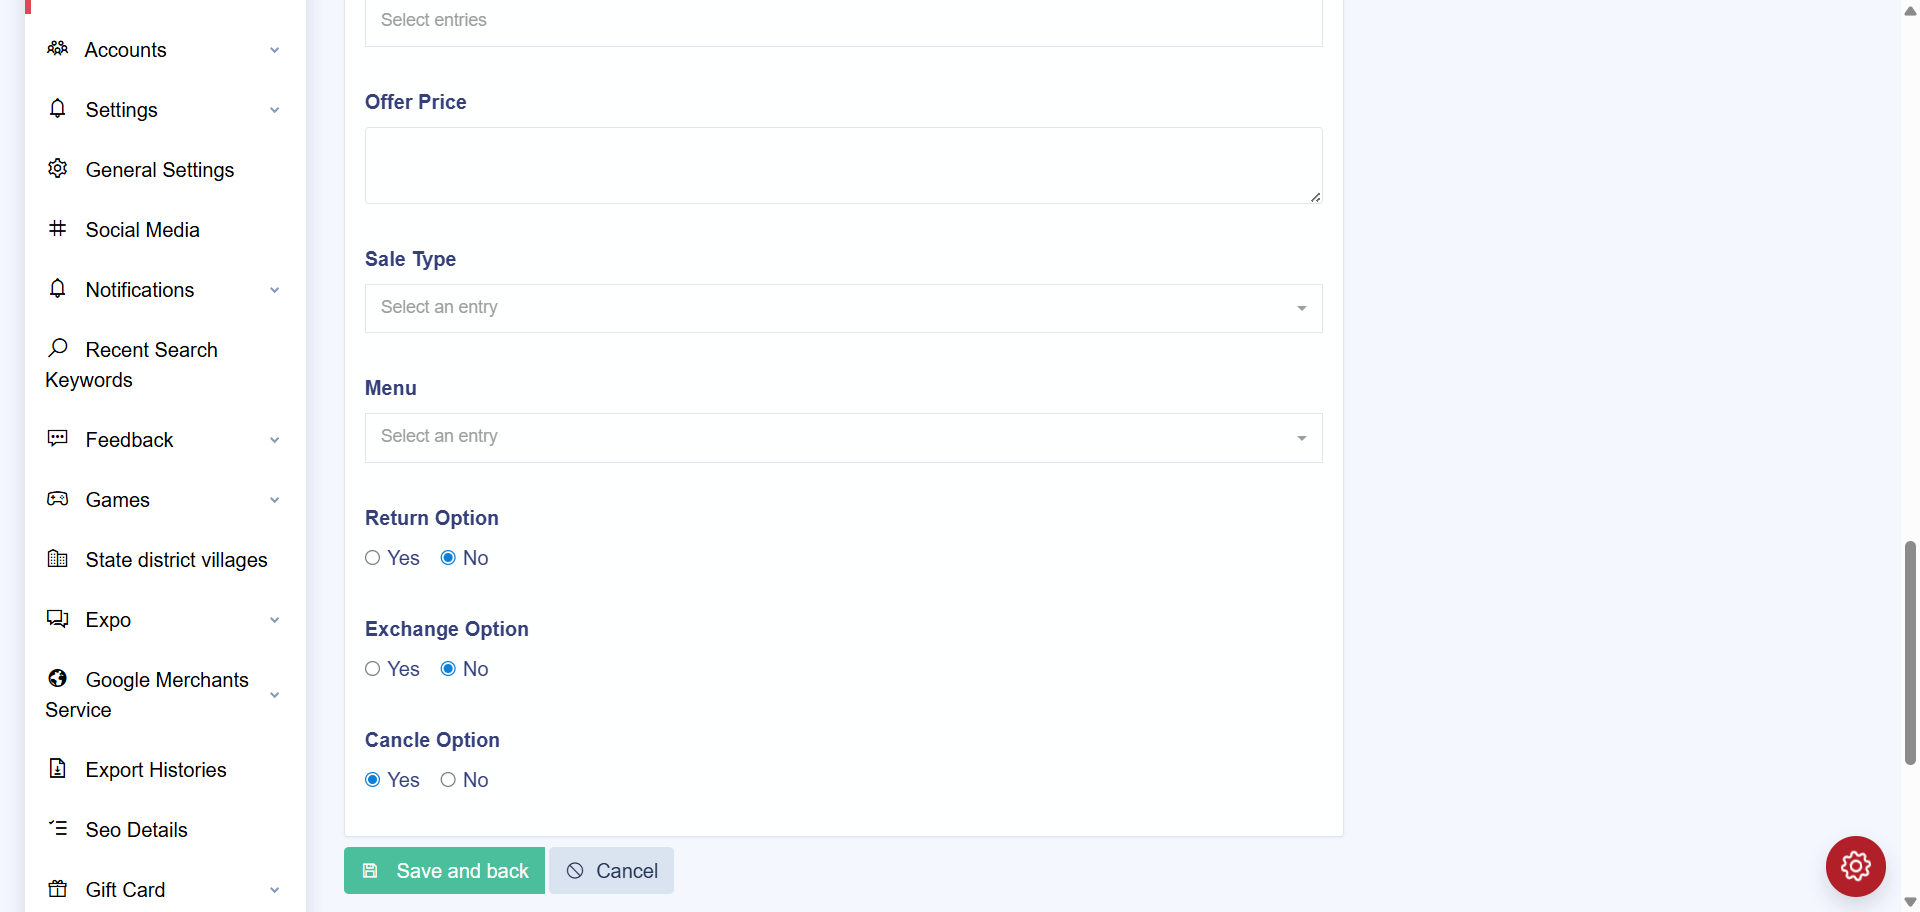 Accounts
Settings
General Settings
Social Media
Notifications
Recent Search
Keywords
Feedback
Games
State district villages
Expo
Google Merchants
Service
Export Histories
Seo Details
Gift Card
Select entries
Offer Price
Sale Type
Select an entry
Menu
Select an entry
Return Option
Yes No
Exchange Option
Yes No
Cancle Option
Yes No
Save and back Cancel